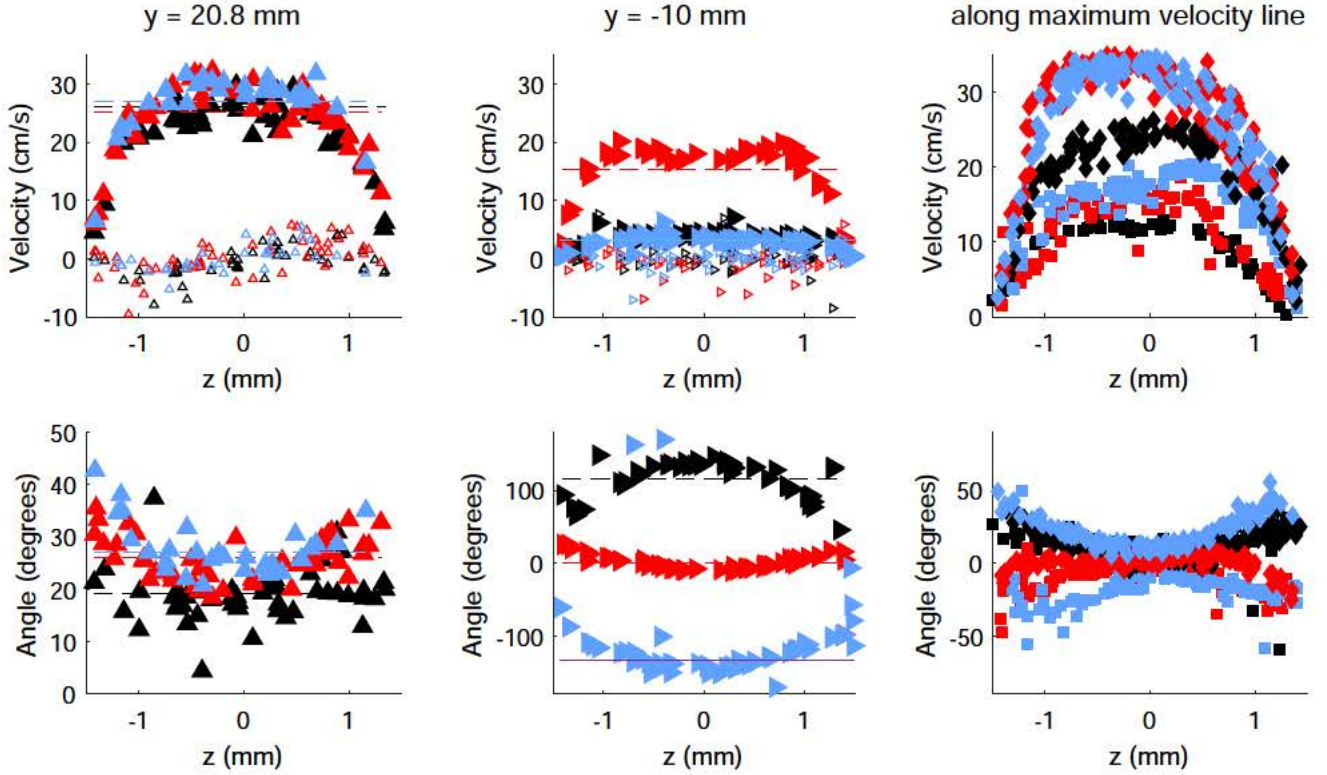 y = 20.8 mm
y = -10 mm
along maximum velocity line
Velocity (cm/s)
30
20
10
0
-10
-1
0
1
z (mm)
Velocity (cm/s)
30
20
10
0
-10
-1
0
1
z (mm)
Velocity (cm/s)
30
20
10
0
-1
0
1
z (mm)
Angle (degrees)
50
40
30
20
10
0
-1
0
1
z (mm)
Angle (degrees)
100
0
-100
-1
0
1
z (mm)
Angle (degrees)
50
0
-50
-1
0
1
z (mm)